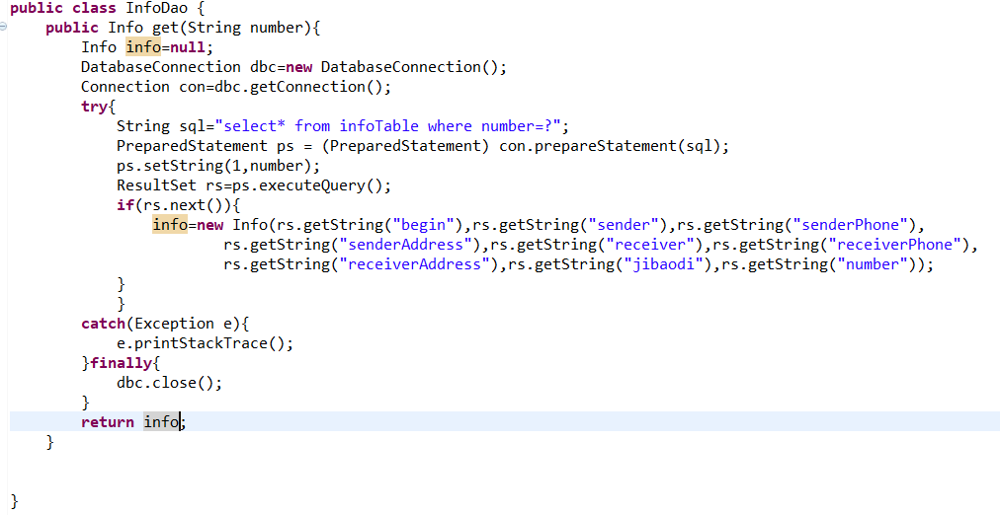 public class InfoDao {
public Info get(String number){
Info info=null;
DatabaseConnection dbc=new DatabaseConnection();
Connection con=dbc.getConnection();
try{
String sql="select* from infoTable where number=?";
PreparedStatement ps = (PreparedStatement) con.prepareStatement(sql);
ps.setString(1,number);
ResultSet rs=ps.executeQuery();
if(rs.next()){
info=new Info(rs.getString("begin"),rs.getString("sender"),rs.getString("senderPhone"),
rs.getString("senderAddress"),rs.getString("receiver"),rs.getString("receiverPhone"),
rs.getString("receiverAddress"),rs.getString("jibaodi"),rs.getString("number"));
}
}
catch(Exception e){
e.printStackTrace();
}finally{
dbc.close();
}
return info;
}
}